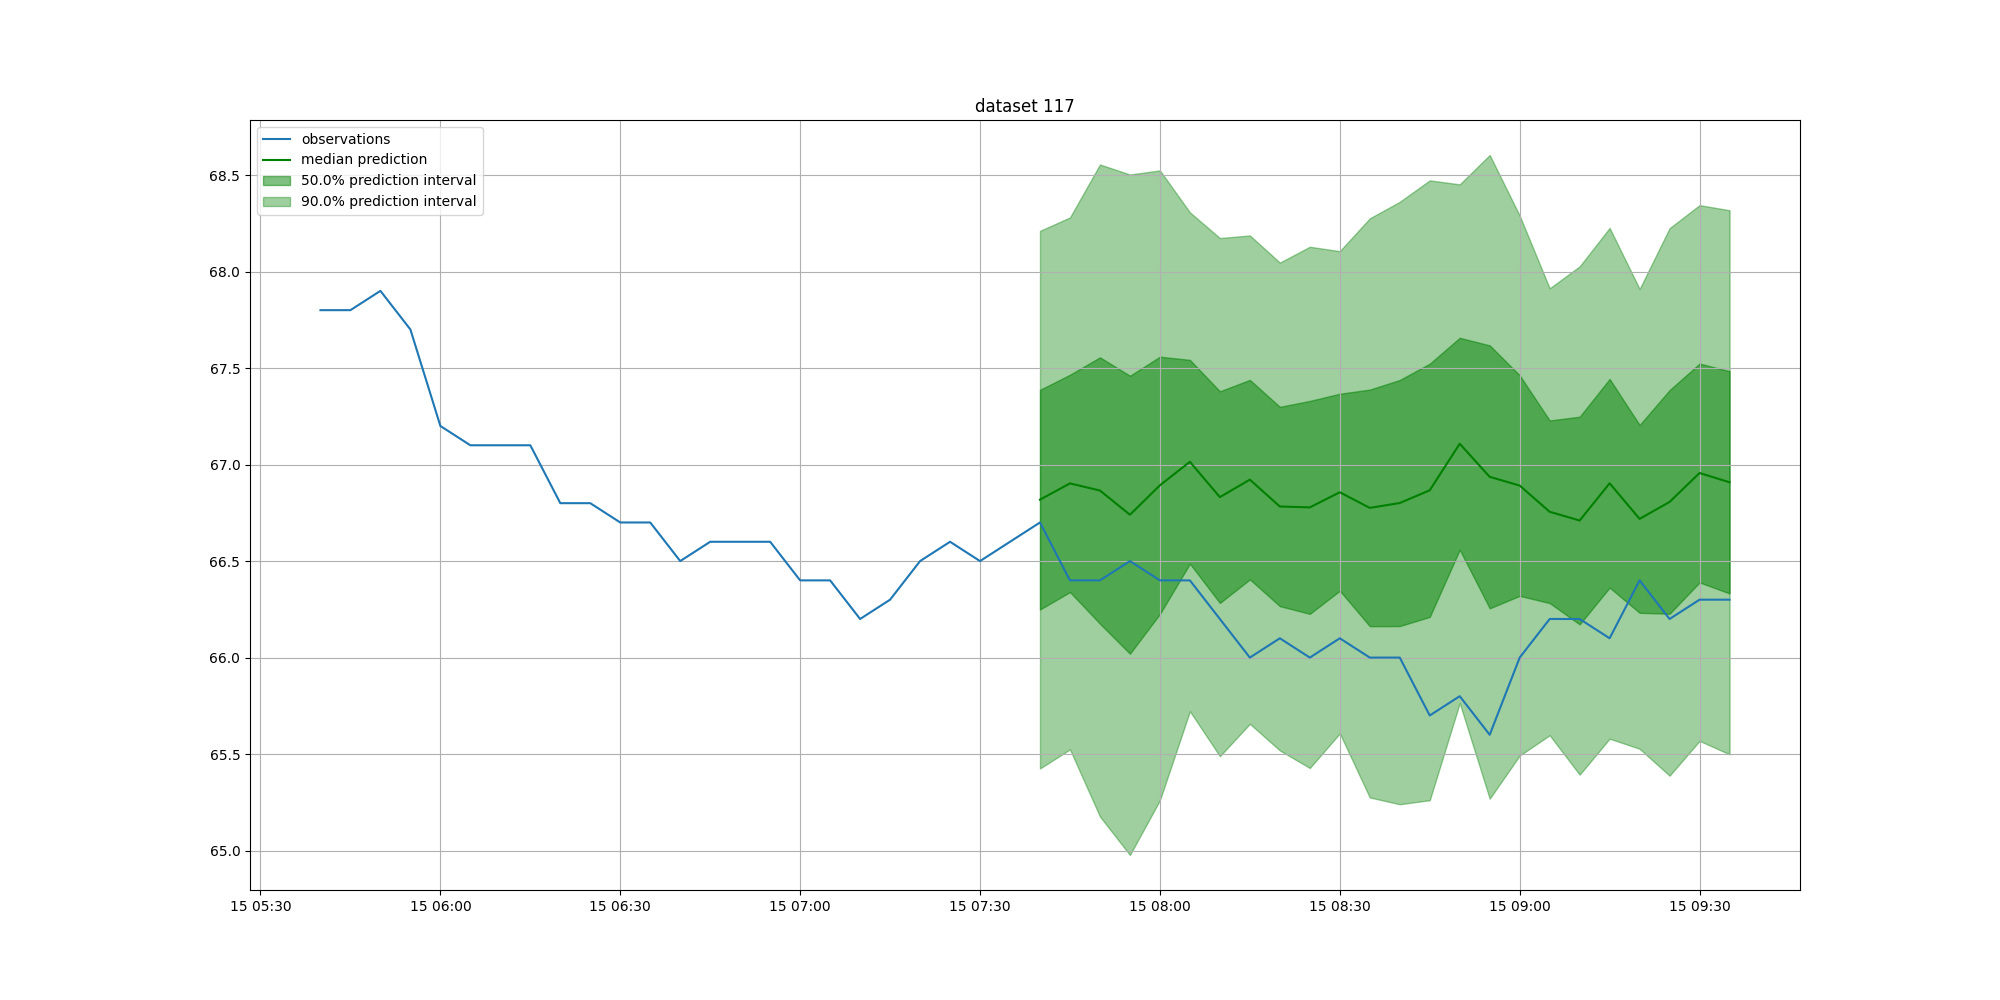 dataset 117
observations
median prediction
50.0% prediction interval
90.0% prediction interval
68.5
68.0
67.5
67.0
66.5
66.0
65.5
65.0
15 05:30 15 06:00 15 06:30 15 07:00 15 07:30 15 08:00 15 08:30 15 09:00 15 09:30